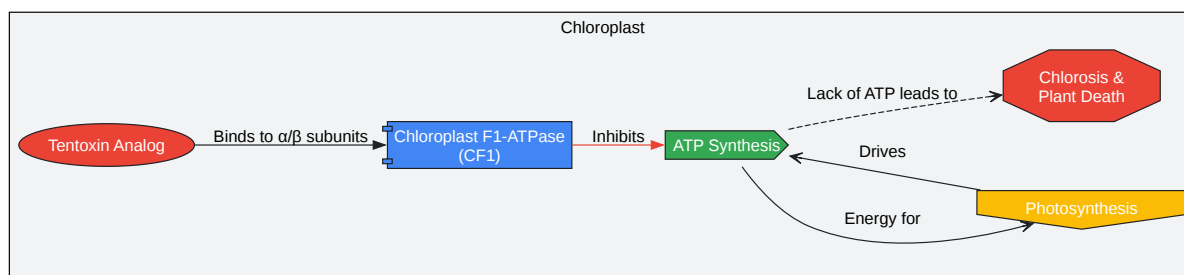 Chloroplast
Tentoxin Analog
Binds to α/β subunits
Chloroplast F1-ATPase
(CF1)
Inhibits
ATP Synthesis
Lack of ATP leads to
Chlorosis &
Plant Death
Drives
Energy for
Photosynthesis